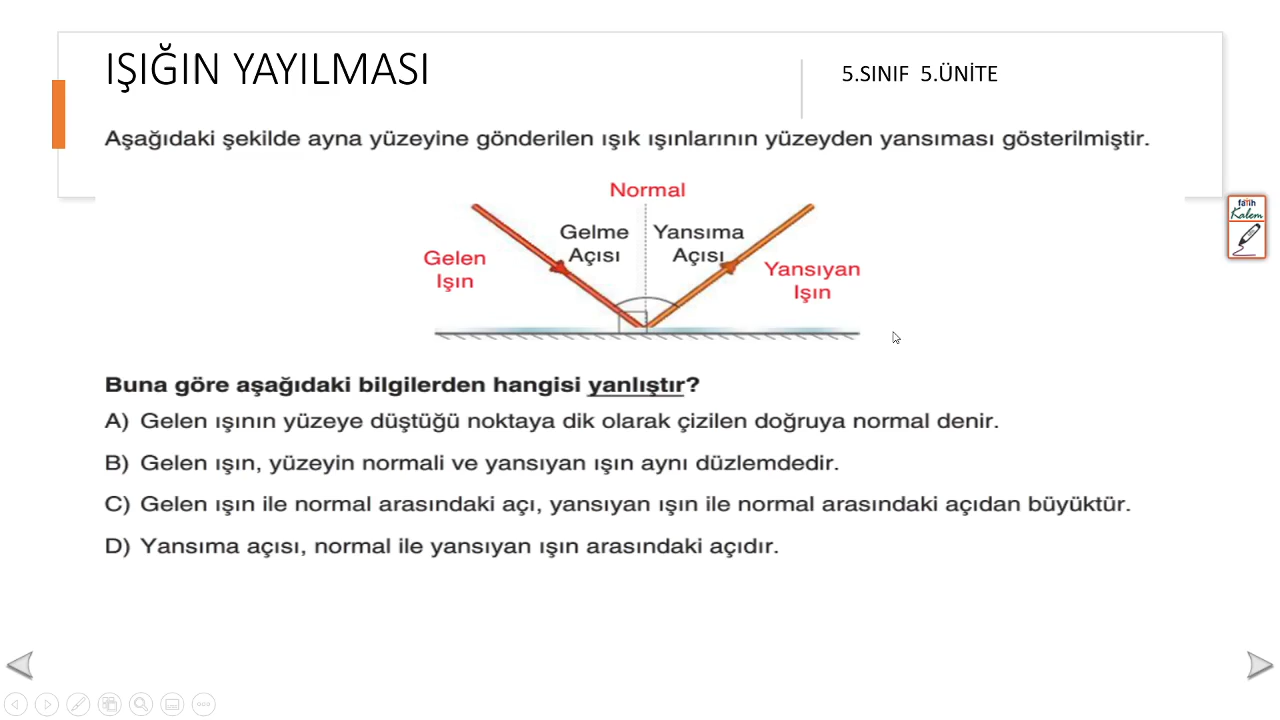 IŞIĞIN YAYILMASI
5.SINIF 5.ÜNİTE
Aşağıdaki şekilde ayna yüzeyine gönderilen ışık ışınlarının yüzeyden yansıması gösterilmiştir.
Normal
Gelme
Açısı
Yansıma
Açısı
Gelen
Işın
Yansıyan
Işın
fatih
Kalem
Buna göre aşağıdaki bilgilerden hangisi yanlıştır?
A) Gelen ışının yüzeye düştüğü noktaya dik olarak çizilen doğruya normal denir.
B) Gelen ışın, yüzeyin normali ve yansıyan ışın aynı düzlemdedir.
C) Gelen ışın ile normal arasındaki açı, yansıyan ışın ile normal arasındaki açıdan büyüktür.
D) Yansıma açısı, normal ile yansıyan ışın arasındaki açıdır.